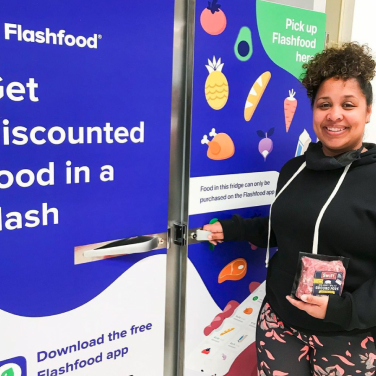 Flashfood®
Get
iscounted
ood in a
lash
Download the free
Flashfood app
Pick up
Flashfood
here
Food in this fridge can only be
purchased on the Flashfood app